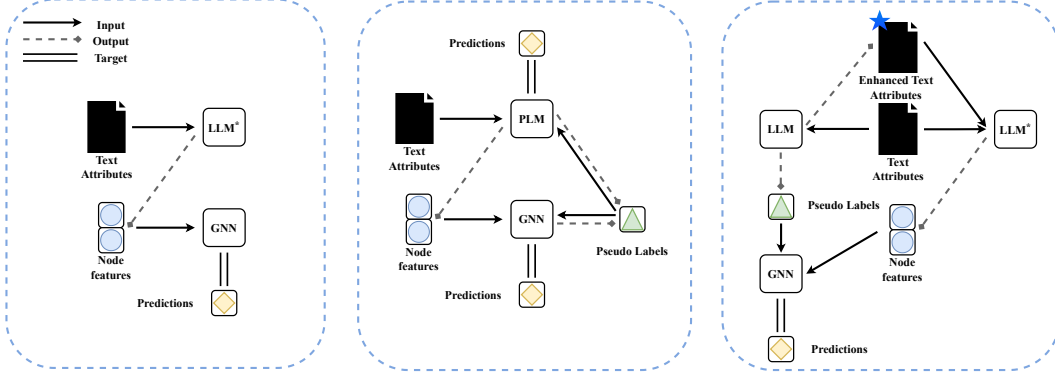 Input
Output
Target
LLM*
Text
Attributes
GNN
Node
features
Predictions
Predictions
PLM
Text
Attributes
GNN
Node
features
Pseudo Labels
Predictions
Enhanced Text
Attributes
LLM
LLM*
Text
Attributes
Pseudo Labels
Node
features
GNN
Predictions